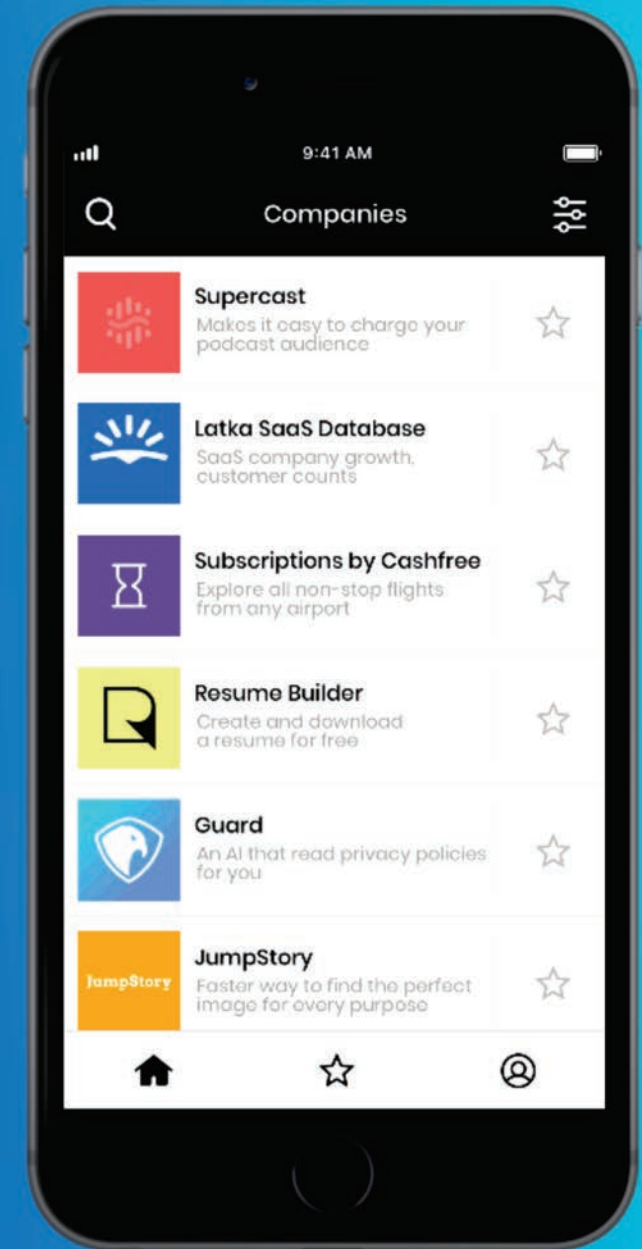 9:41 AM
Companies
Supercast
Makes it easy to charge your
podcast audience
Latka SaaS Database
SaaS company growth,
customer counts
Subscriptions by Cashfree
Explore all non-stop flights
from any airport
Resume Builder
Create and download
a resume for free
Guard
An AI that read privacy policies
for you
JumpStory
JumpStory
Faster way to find the perfect
image for every purpose